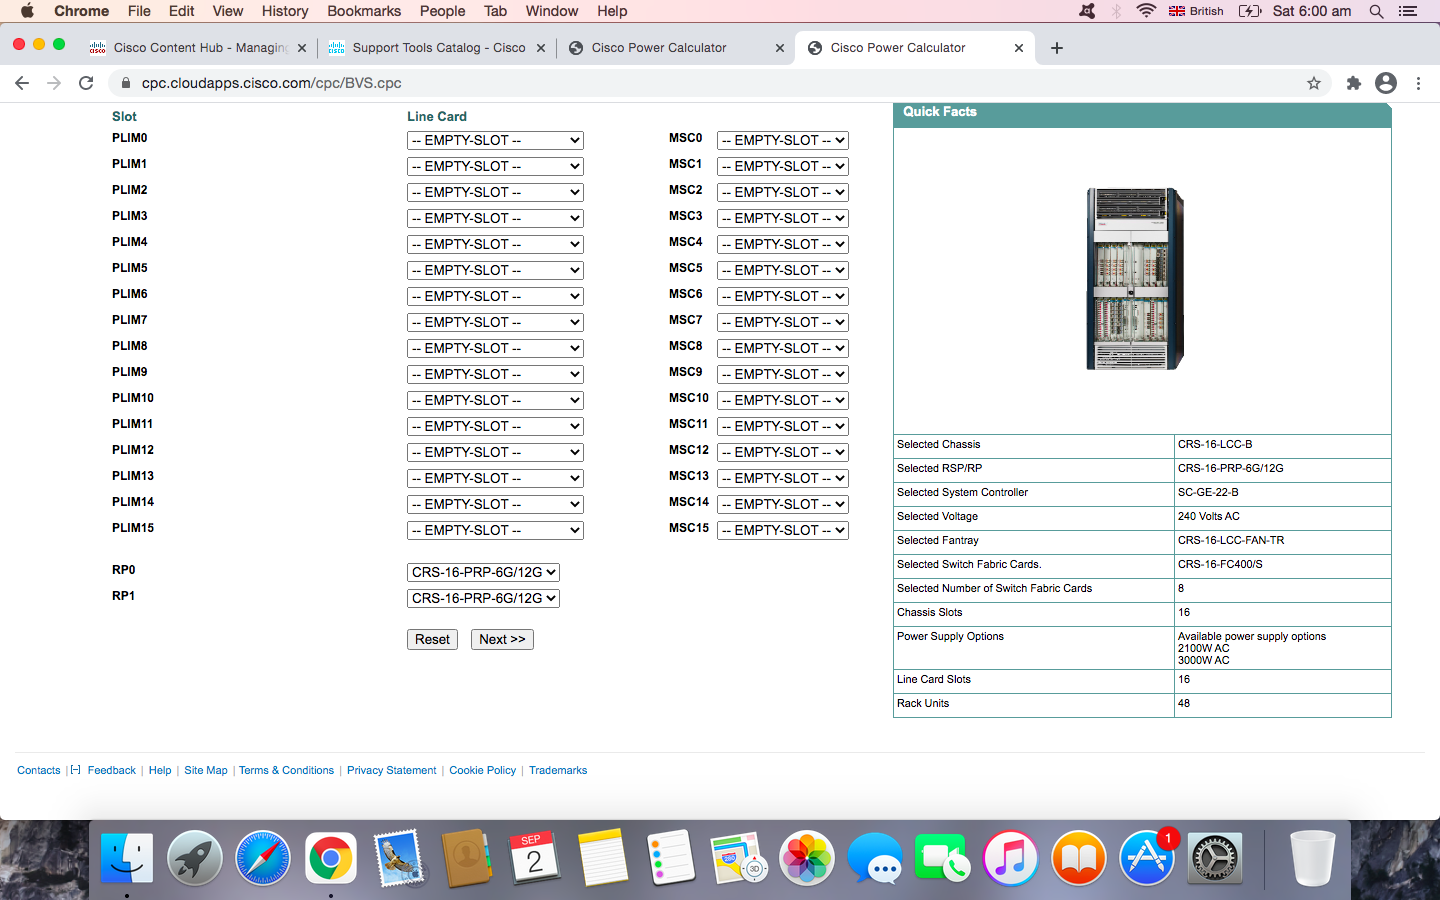 Chrome File Edit View History Bookmarks People Tab Window Help British Sat 6:00 am
Cisco Content Hub - Managing Support Tools Catalog - Cisco Cisco Power Calculator Cisco Power Calculator
cpc.cloudapps.cisco.com/cpc/BVS.cpc
Slot Line Card
PLIM0 -- EMPTY-SLOT -- MSC0 -- EMPTY-SLOT --
PLIM1 -- EMPTY-SLOT -- MSC1 -- EMPTY-SLOT --
PLIM2 -- EMPTY-SLOT -- MSC2 -- EMPTY-SLOT --
PLIM3 -- EMPTY-SLOT -- MSC3 -- EMPTY-SLOT --
PLIM4 -- EMPTY-SLOT -- MSC4 -- EMPTY-SLOT --
PLIM5 -- EMPTY-SLOT -- MSC5 -- EMPTY-SLOT --
PLIM6 -- EMPTY-SLOT -- MSC6 -- EMPTY-SLOT --
PLIM7 -- EMPTY-SLOT -- MSC7 -- EMPTY-SLOT --
PLIM8 -- EMPTY-SLOT -- MSC8 -- EMPTY-SLOT --
PLIM9 -- EMPTY-SLOT -- MSC9 -- EMPTY-SLOT --
PLIM10 -- EMPTY-SLOT -- MSC10 -- EMPTY-SLOT --
PLIM11 -- EMPTY-SLOT -- MSC11 -- EMPTY-SLOT --
PLIM12 -- EMPTY-SLOT -- MSC12 -- EMPTY-SLOT --
PLIM13 -- EMPTY-SLOT -- MSC13 -- EMPTY-SLOT --
PLIM14 -- EMPTY-SLOT -- MSC14 -- EMPTY-SLOT --
PLIM15 -- EMPTY-SLOT -- MSC15 -- EMPTY-SLOT --
RP0 CRS-16-PRP-6G/12G
RP1 CRS-16-PRP-6G/12G
Reset Next >>
Quick Facts
Selected Chassis CRS-16-LCC-B
Selected RSP/RP CRS-16-PRP-6G/12G
Selected System Controller SC-GE-22-B
Selected Voltage 240 Volts AC
Selected Fantray CRS-16-LCC-FAN-TR
Selected Switch Fabric Cards. CRS-16-FC400/S
Selected Number of Switch Fabric Cards 8
Chassis Slots 16
Power Supply Options Available power supply options
2100W AC
3000W AC
Line Card Slots 16
Rack Units 48
Contacts | [-] Feedback | Help | Site Map | Terms & Conditions | Privacy Statement | Cookie Policy | Trademarks
SEP
2
280
3D
1